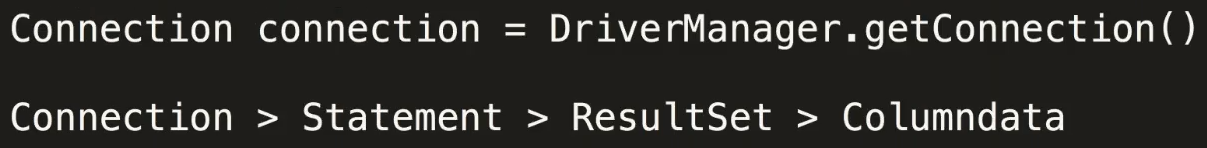 Connection connection = DriverManager.getConnection()
Connection > Statement > ResultSet > Columndata